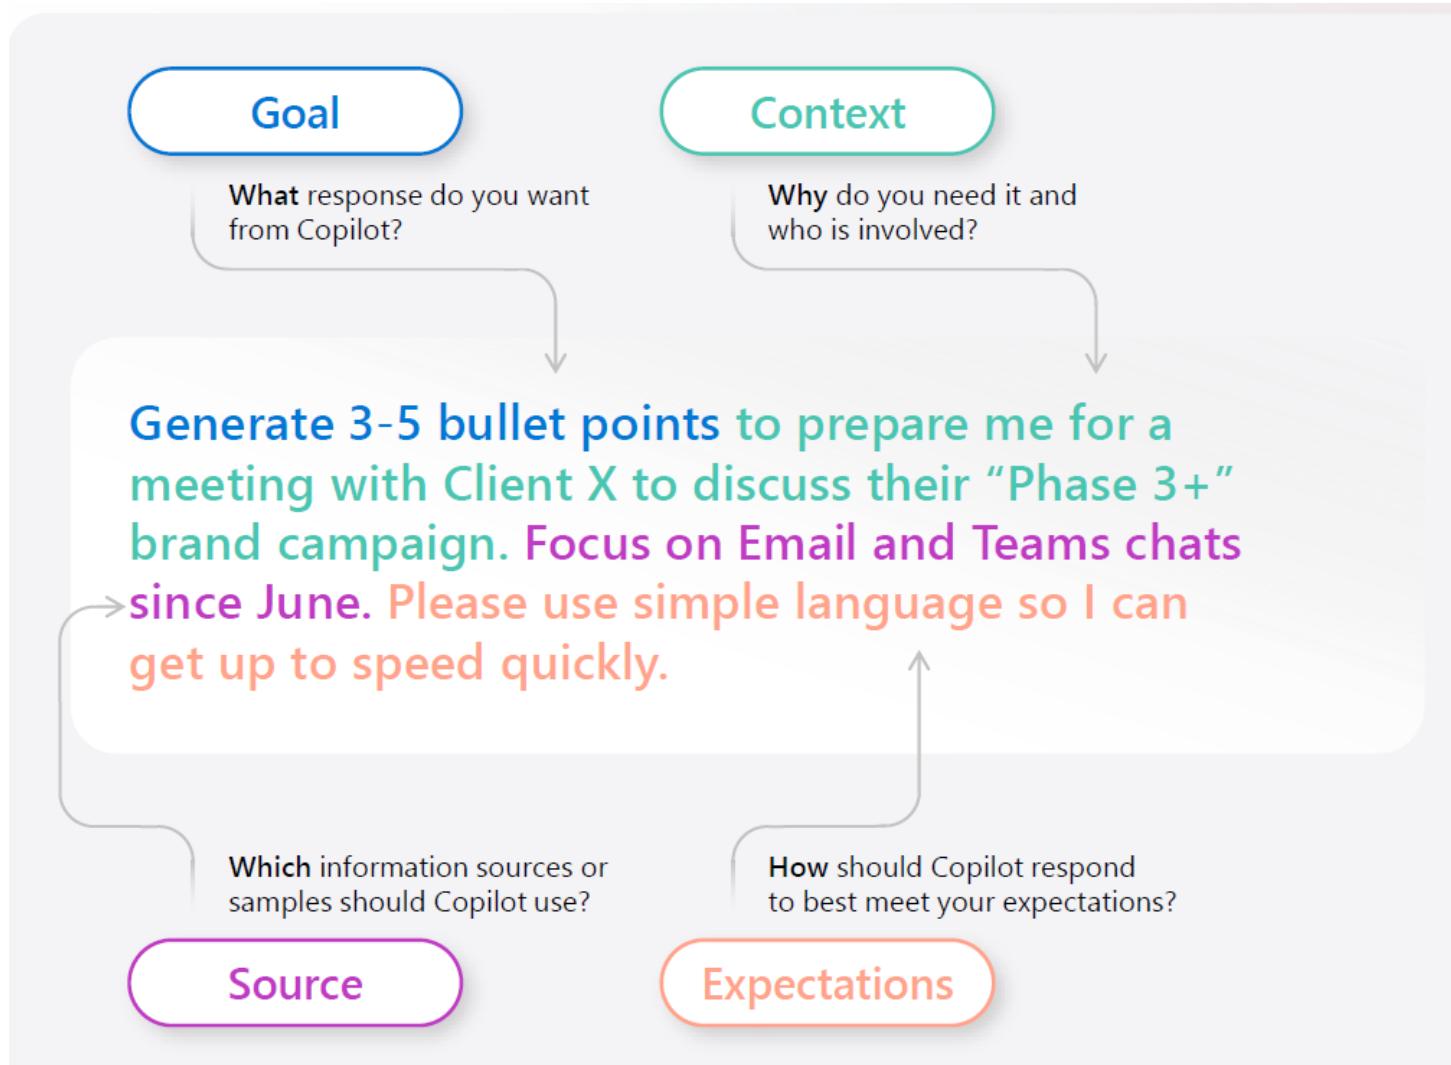 Goal
Context
What response do you want
from Copilot?
Why do you need it and
who is involved?
Generate 3-5 bullet points to prepare me for a
meeting with Client X to discuss their “Phase 3+”
brand campaign. Focus on Email and Teams chats
since June. Please use simple language so I can
get up to speed quickly.
Which information sources or
samples should Copilot use?
How should Copilot respond
to best meet your expectations?
Source
Expectations